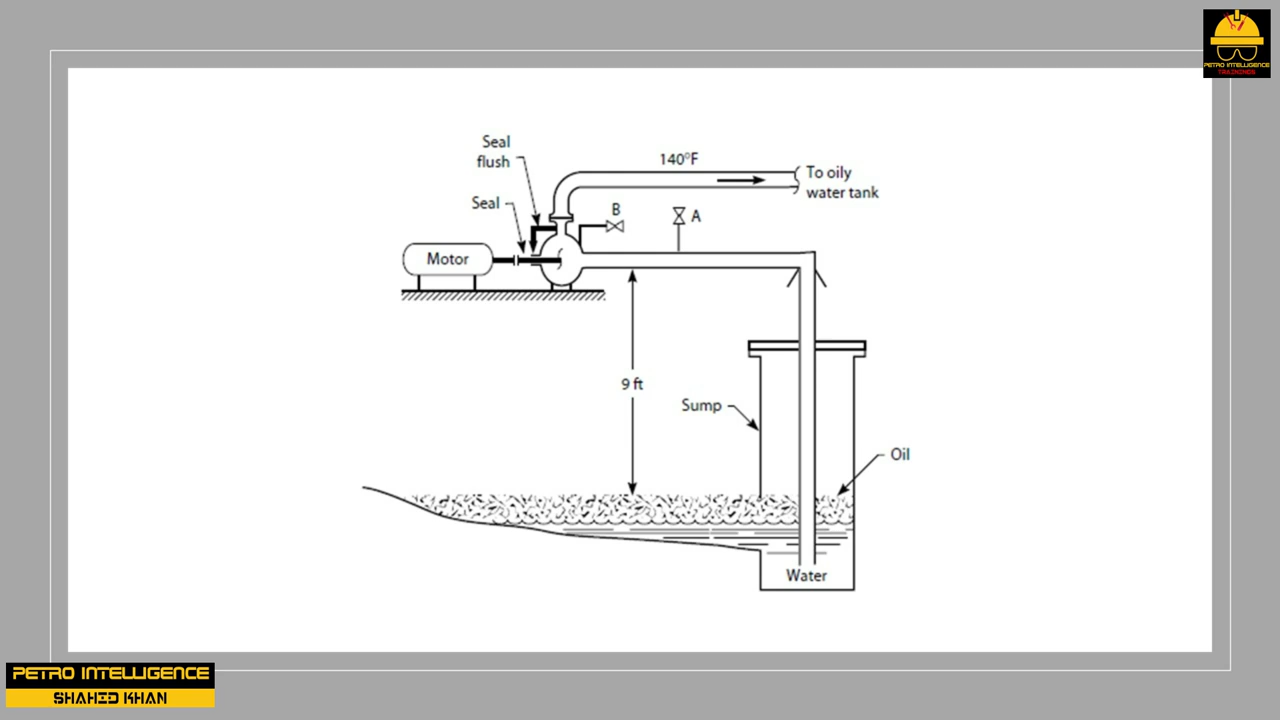 PETRO INTELLIGENCE
TRAININGS
Seal
flush
140°F
To oily
water tank
Seal
B
A
Motor
9 ft
Sump
Oil
Water
PETRO INTELLIGENCE
SHAHID KHAN